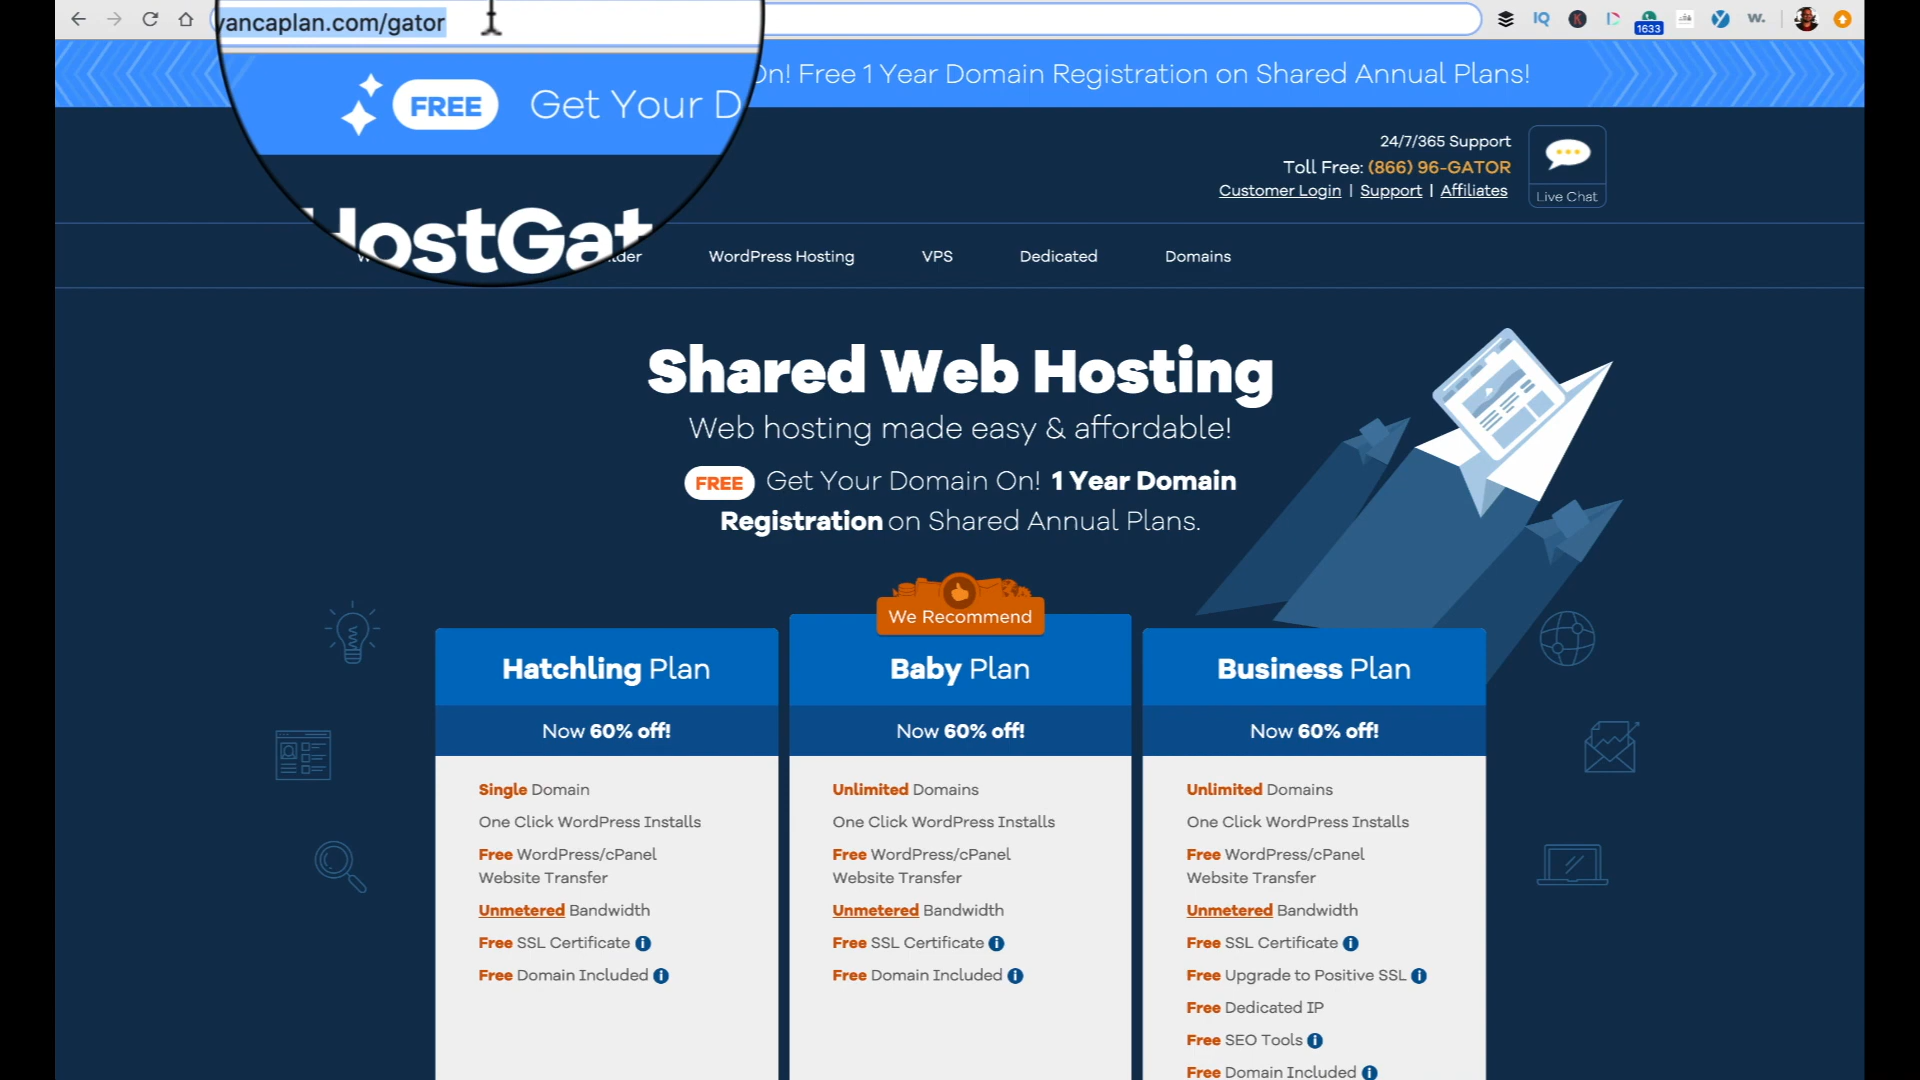 yancaplan.com/gator
1633
FREE Get Your D
On! Free 1 Year Domain Registration on Shared Annual Plans!
24/7/365 Support
Toll Free: (866) 96-GATOR
Customer Login | Support | Affiliates
Live Chat
HostGat
WordPress Hosting
VPS
Dedicated
Domains
Shared Web Hosting
Web hosting made easy & affordable!
FREE Get Your Domain On! 1 Year Domain
Registration on Shared Annual Plans.
We Recommend
Hatchling Plan
Now 60% off!
Single Domain
One Click WordPress Installs
Free WordPress/cPanel
Website Transfer
Unmetered Bandwidth
Free SSL Certificate
Free Domain Included
Baby Plan
Now 60% off!
Unlimited Domains
One Click WordPress Installs
Free WordPress/cPanel
Website Transfer
Unmetered Bandwidth
Free SSL Certificate
Free Domain Included
Business Plan
Now 60% off!
Unlimited Domains
One Click WordPress Installs
Free WordPress/cPanel
Website Transfer
Unmetered Bandwidth
Free SSL Certificate
Free Upgrade to Positive SSL
Free Dedicated IP
Free SEO Tools
Free Domain Included